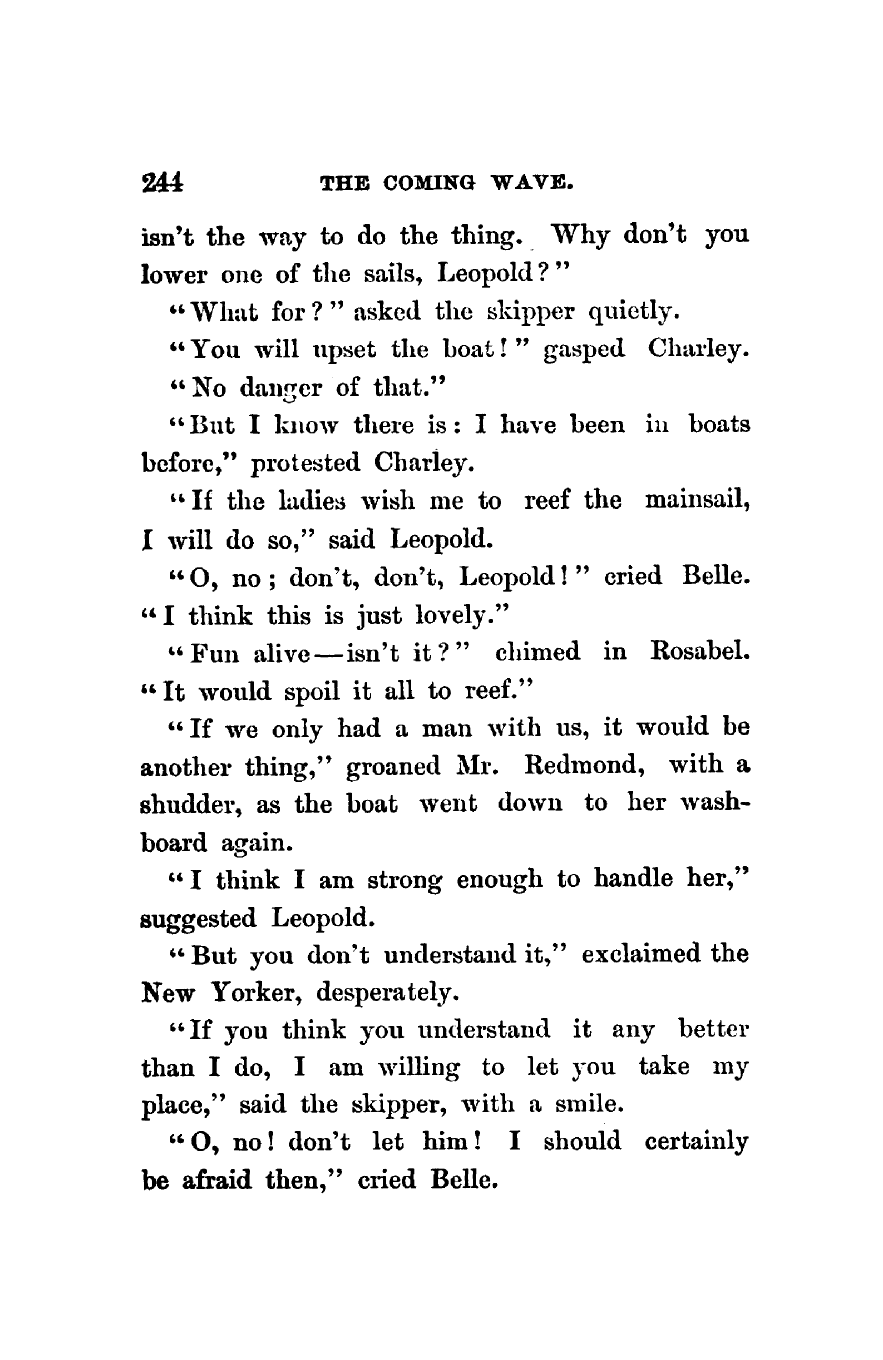 244 THE COMING WAVE.
isn't the way to do the thing. Why don't you
lower one of the sails, Leopold?"
"What for?" asked the skipper quietly.
"You will upset the boat!" gasped Charley.
"No danger of that."
"But I know there is: I have been in boats
before," protested Charley.
"If the ladies wish me to reef the mainsail,
I will do so," said Leopold.
"O, no; don't, don't, Leopold!" cried Belle.
"I think this is just lovely."
"Fun alive—isn't it?" chimed in Rosabel.
"It would spoil it all to reef."
"If we only had a man with us, it would be
another thing," groaned Mr. Redmond, with a
shudder, as the boat went down to her wash-
board again.
"I think I am strong enough to handle her,"
suggested Leopold.
"But you don't understand it," exclaimed the
New Yorker, desperately.
"If you think you understand it any better
than I do, I am willing to let you take my
place," said the skipper, with a smile.
"O, no! don't let him! I should certainly
be afraid then," cried Belle.